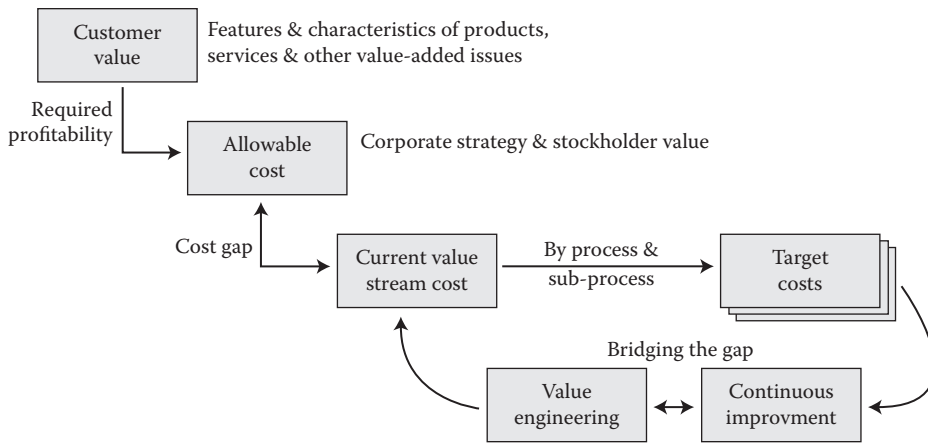 Customer
value
Features & characteristics of products,
services & other value-added issues
Required
profitability
Allowable
cost
Corporate strategy & stockholder value
Cost gap
Current value
stream cost
By process &
sub-process
Target
costs
Bridging the gap
Value
engineering
Continuous
improvment